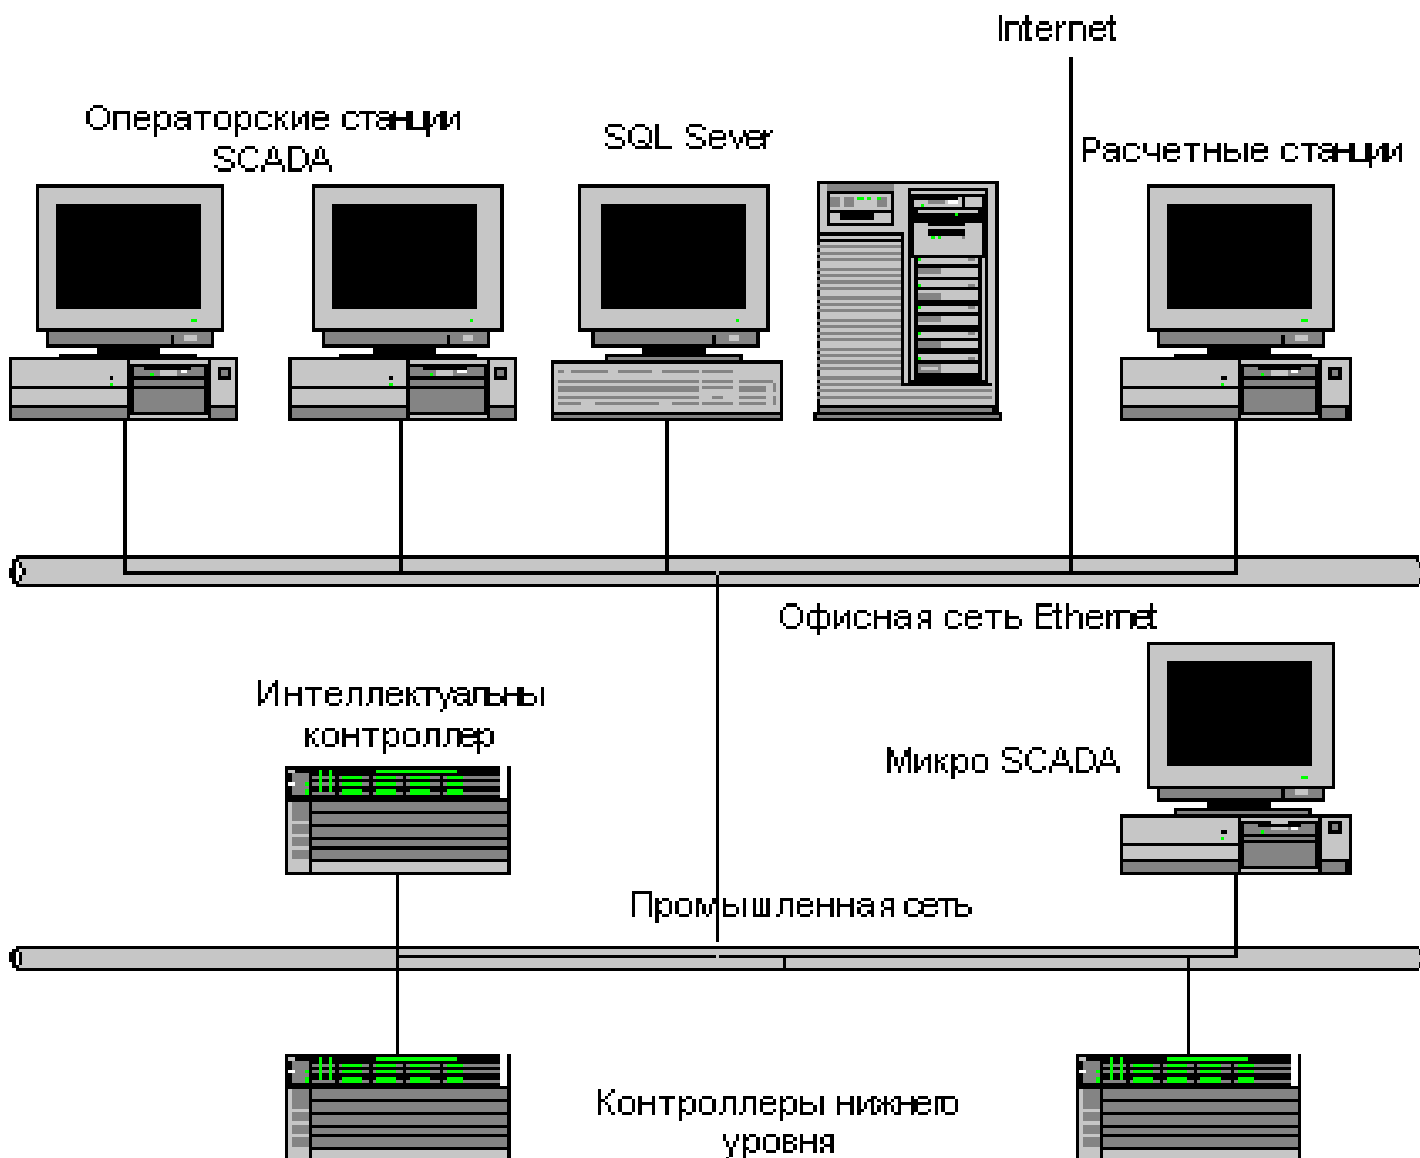 Internet
Операторские станции
SCADA
SQL Sever
Расчетные станции
Офисная сеть Ethernet
Интеллектуальны
контроллер
Микро SCADA
Промышленная сеть
Контроллеры нижнего
уровня